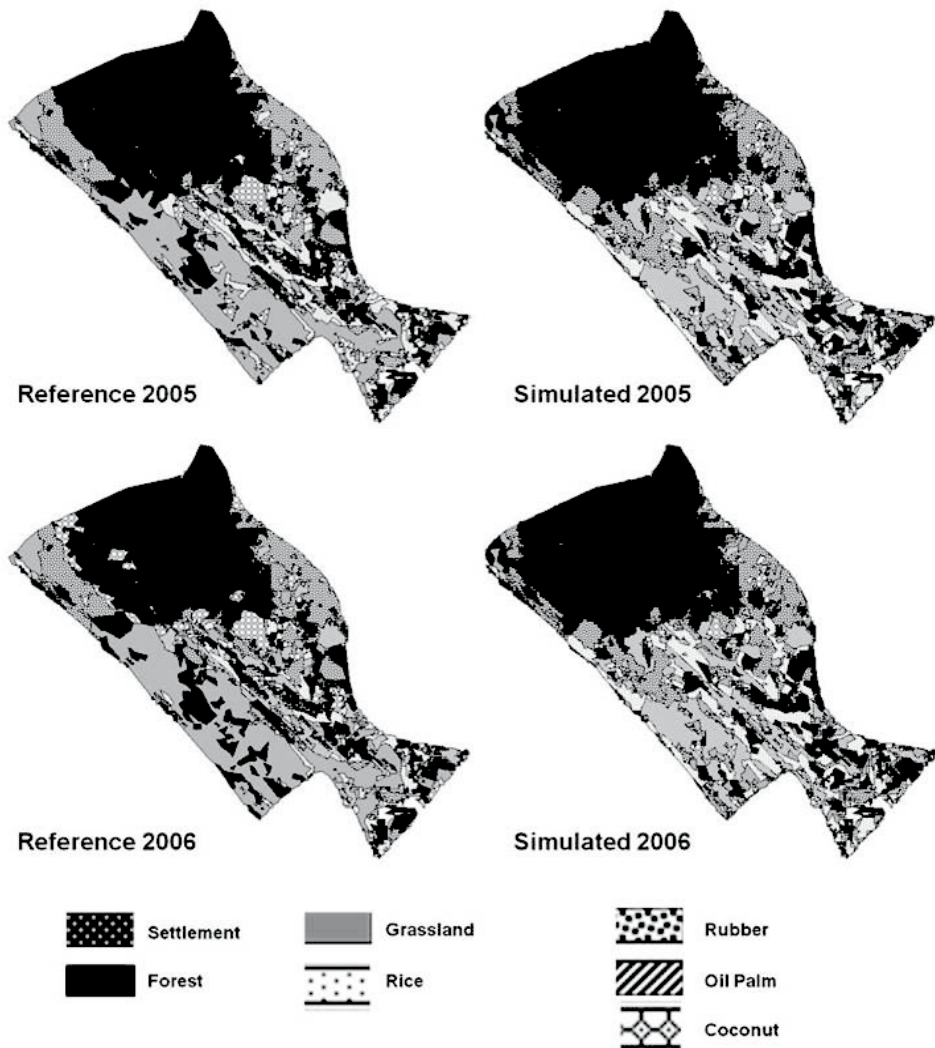 Reference 2005
Simulated 2005
Reference 2006
Simulated 2006
Settlement
Grassland
Rubber
Forest
Rice
Oil Palm
Coconut